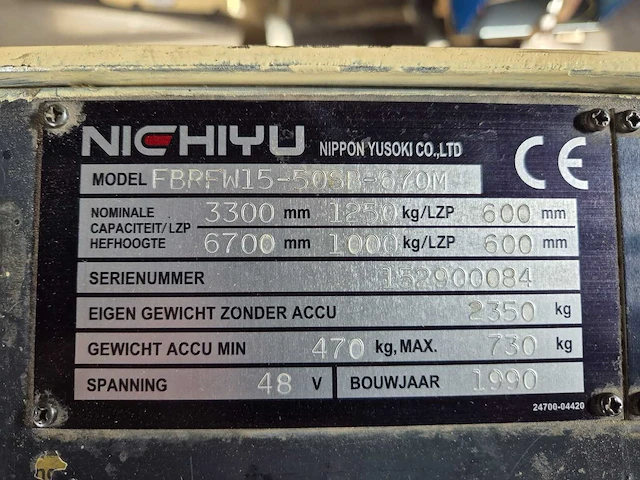 NICHIYU NIPPON YUSOKI CO.,LTD
CE
MODEL FBRFW15-50SB-670M
NOMINALE CAPACITEIT/LZP HEFHOOGTE
3300 mm 1250 kg/LZP 600 mm
6700 mm 1000 kg/LZP 600 mm
SERIENUMMER 152900084
EIGEN GEWICHT ZONDER ACCU 2350 kg
GEWICHT ACCU MIN 470 kg, MAX. 730 kg
SPANNING 48 V BOUWJAAR 1990
24700-04420